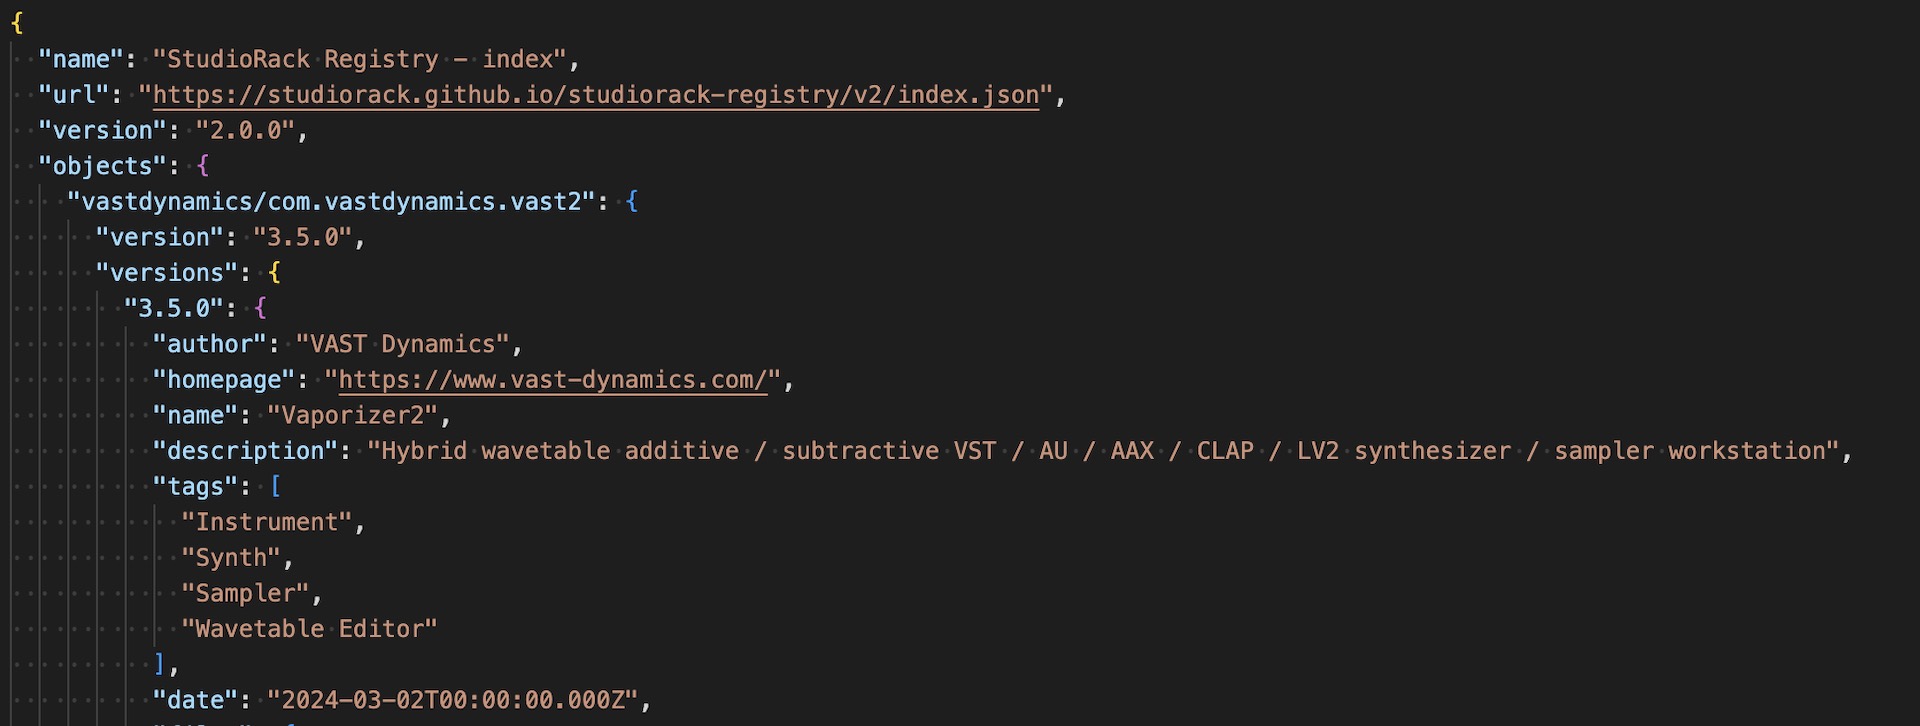 {
"name": "StudioRack Registry - index",
"url": "https://studiorack.github.io/studiorack-registry/v2/index.json",
"version": "2.0.0",
"objects": {
"vastdynamics/com.vastdynamics.vast2": {
"version": "3.5.0",
"versions": {
"3.5.0": {
"author": "VAST Dynamics",
"homepage": "https://www.vast-dynamics.com/",
"name": "Vaporizer2",
"description": "Hybrid wavetable additive / subtractive VST / AU / AAX / CLAP / LV2 synthesizer / sampler workstation",
"tags": [
"Instrument",
"Synth",
"Sampler",
"Wavetable Editor"
],
"date": "2024-03-02T00:00:00.000Z",